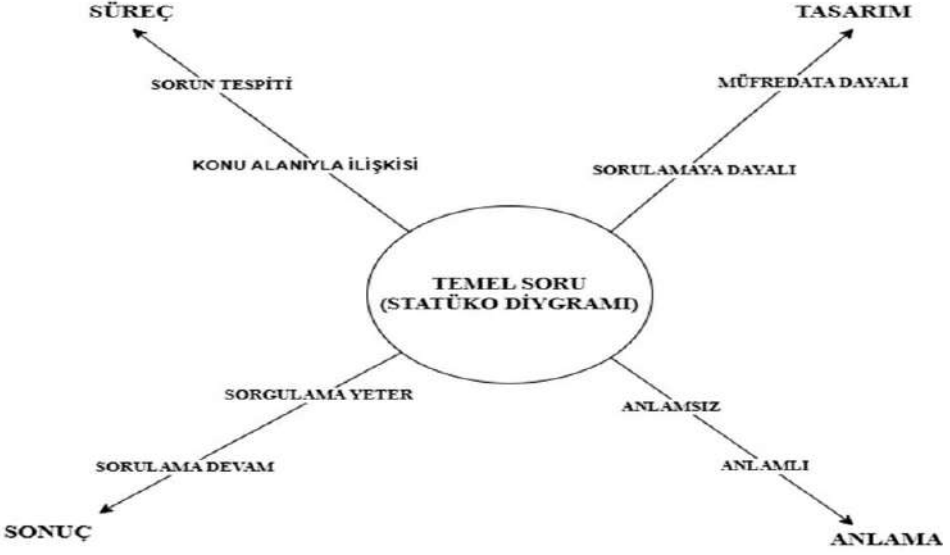 SÜREÇ
TASARIM
SORUN TESPİTİ
MÜFREDATA DAYALI
KONU ALANIYLA İLİŞKİSİ
SORULAMAYA DAYALI
TEMEL SORU
(STATÜKO DİYGRAMI)
SORGULAMA YETER
ANLAMSIZ
SORULAMA DEVAM
ANLAMLI
SONUÇ
ANLAMA